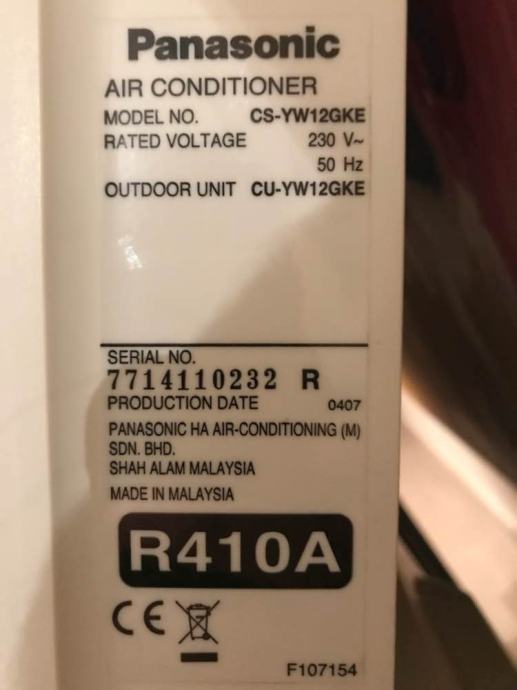 Panasonic
AIR CONDITIONER
MODEL NO. CS-YW12GKE
RATED VOLTAGE 230 V~
50 Hz
OUTDOOR UNIT CU-YW12GKE
SERIAL NO.
7714110232 R
PRODUCTION DATE 0407
PANASONIC HA AIR-CONDITIONING (M)
SDN. BHD.
SHAH ALAM MALAYSIA
MADE IN MALAYSIA
R410A
CE
F107154